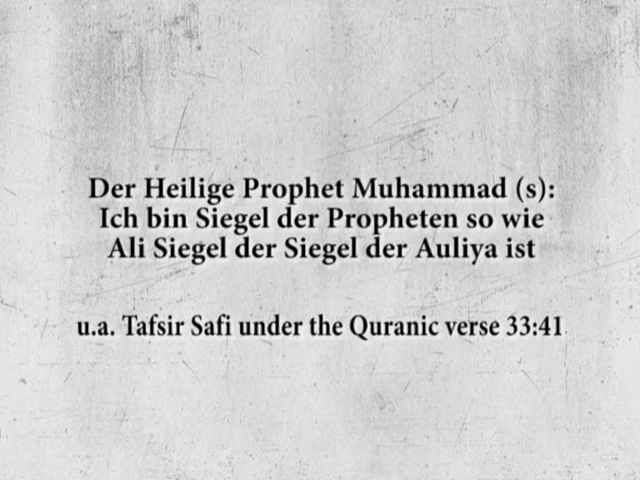 Der Heilige Prophet Muhammad (s):
Ich bin Siegel der Propheten so wie
Ali Siegel der Siegel der Auliya ist
u.a. Tafsir Safi under the Quranic verse 33:41